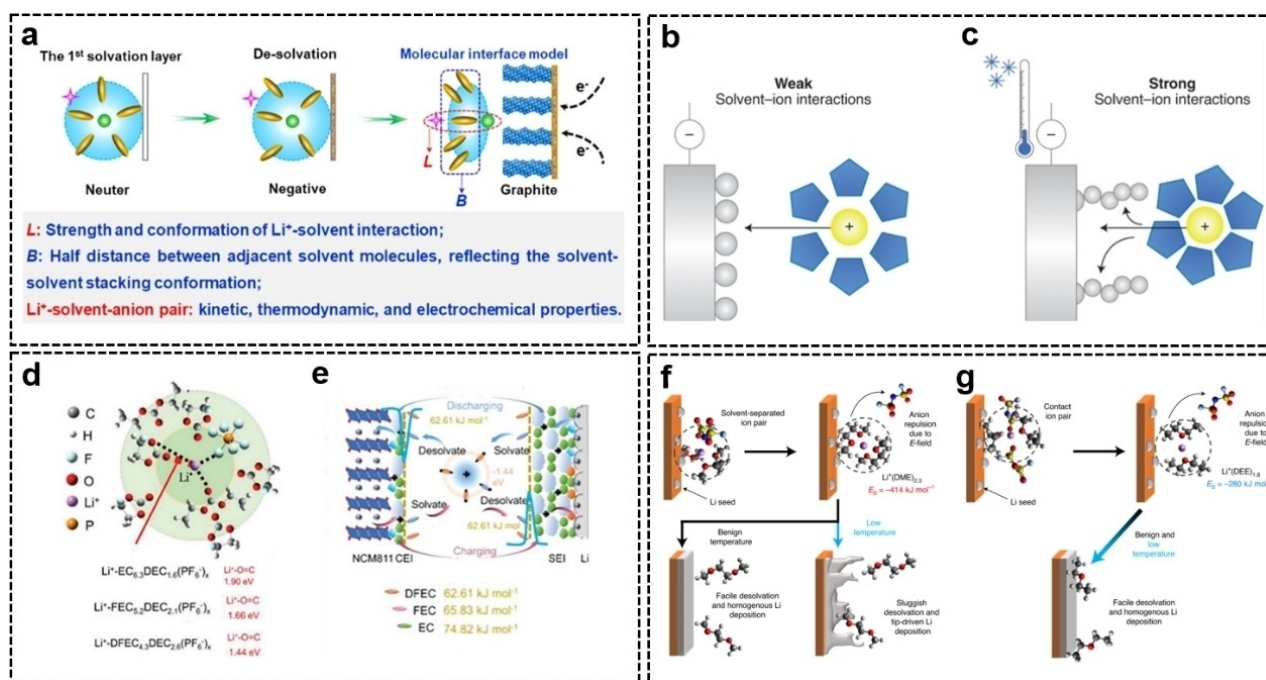 a
The 1st solvation layer
De-solvation
Molecular interface model
e-
e-
L
B
Neuter
Negative
Graphite
L: Strength and conformation of Li+-solvent interaction;
B: Half distance between adjacent solvent molecules, reflecting the solvent-
solvent stacking conformation;
Li+-solvent-anion pair: kinetic, thermodynamic, and electrochemical properties.
b
Weak
Solvent–ion interactions
−
+
c
Strong
Solvent–ion interactions
−
+
d
C
H
F
O
Li+
P
Li+
Li+-EC6.3DEC1.6(PF6-)x
Li+-O=C
1.90 eV
Li+-FEC5.2DEC2.1(PF6-)x
Li+-O=C
1.66 eV
Li+-DFEC4.3DEC2.6(PF6-)x
Li+-O=C
1.44 eV
e
Discharging
62.61 kJ mol-1
Desolvate
Solvate
-1.44
eV
+
Solvate
Desolvate
62.61 kJ mol-1
Charging
NCM811 CEI
SEI
Li
DFEC 62.61 kJ mol-1
FEC 65.83 kJ mol-1
EC 74.82 kJ mol-1
f
Solvent-separated
ion pair
Li seed
Anion
repulsion
due to
E-field
Li+(DME)2.3
Es = −414 kJ mol−1
Benign
temperature
Low
temperature
Facile desolvation
and homogenous Li
deposition
Sluggish
desolvation and
tip-driven Li
deposition
g
Contact
ion pair
Li seed
Anion
repulsion
due to
E-field
Li+(DEE)1.8
Es = −280 kJ mol
Benign and
low
temperature
Facile desolvation
and homogenous Li
deposition